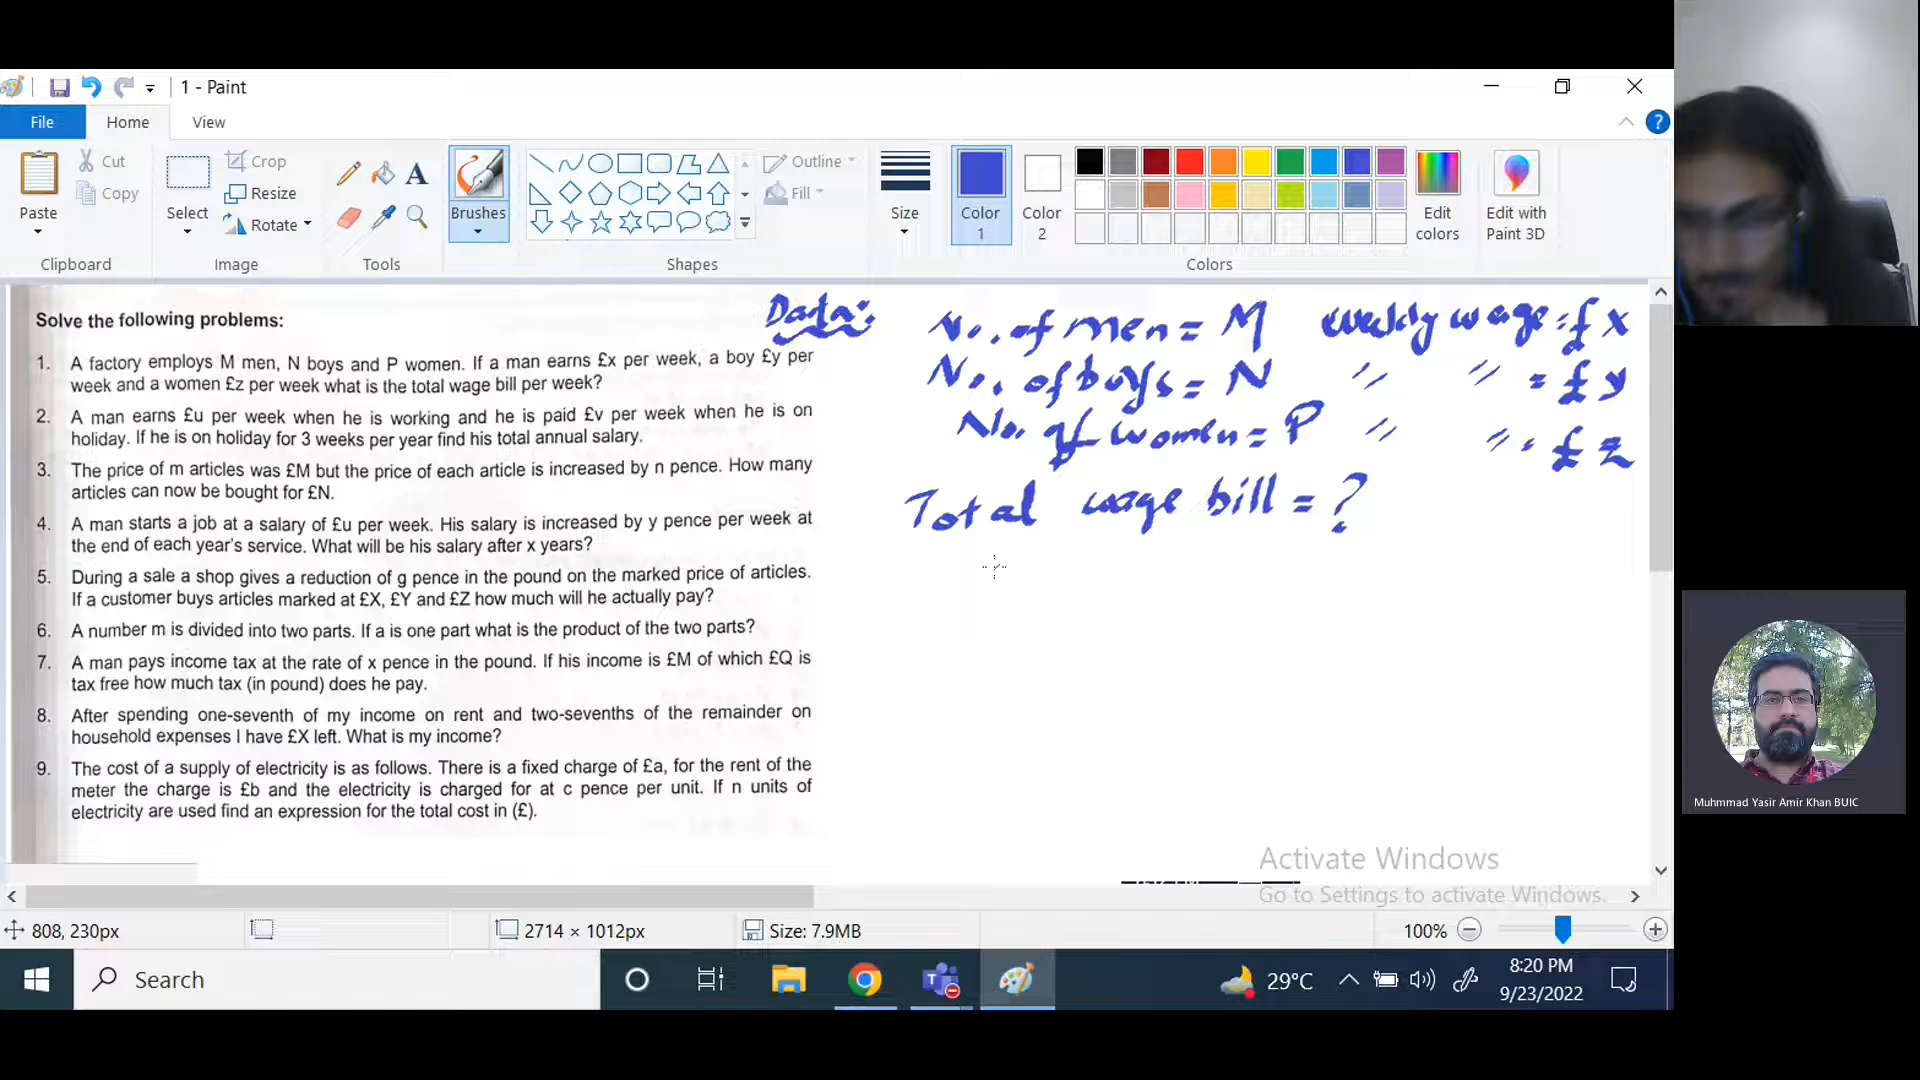 1 - Paint
File
Home
View
Paste
Cut
Copy
Clipboard
Select
Crop
Resize
Rotate
Image
A
Tools
Brushes
Outline
Fill
Shapes
Size
Color
1
Color
2
Edit
colors
Edit with
Paint 3D
Colors
?
Solve the following problems:
1. A factory employs M men, N boys and P women. If a man earns £x per week, a boy £y per
week and a women £z per week what is the total wage bill per week?
2. A man earns £u per week when he is working and he is paid £v per week when he is on
holiday. If he is on holiday for 3 weeks per year find his total annual salary.
3. The price of m articles was £M but the price of each article is increased by n pence. How many
articles can now be bought for £N.
4. A man starts a job at a salary of £u per week. His salary is increased by y pence per week at
the end of each year's service. What will be his salary after x years?
5. During a sale a shop gives a reduction of g pence in the pound on the marked price of articles.
If a customer buys articles marked at £X, £Y and £Z how much will he actually pay?
6. A number m is divided into two parts. If a is one part what is the product of the two parts?
7. A man pays income tax at the rate of x pence in the pound. If his income is £M of which £Q is
tax free how much tax (in pound) does he pay.
8. After spending one-seventh of my income on rent and two-sevenths of the remainder on
household expenses I have £X left. What is my income?
9. The cost of a supply of electricity is as follows. There is a fixed charge of £a, for the rent of the
meter the charge is £b and the electricity is charged for at c pence per unit. If n units of
electricity are used find an expression for the total cost in (£).
Data:
No. of men = M weekly wage = £ x
No. of boys = N " " = £ y
No. of women = P " " = £ z
Total wage bill = ?
Activate Windows
Go to Settings to activate Windows.
808, 230px
2714 × 1012px
Size: 7.9MB
100%
Search
29°C
8:20 PM
9/23/2022
Muhmmad Yasir Amir Khan BUIC